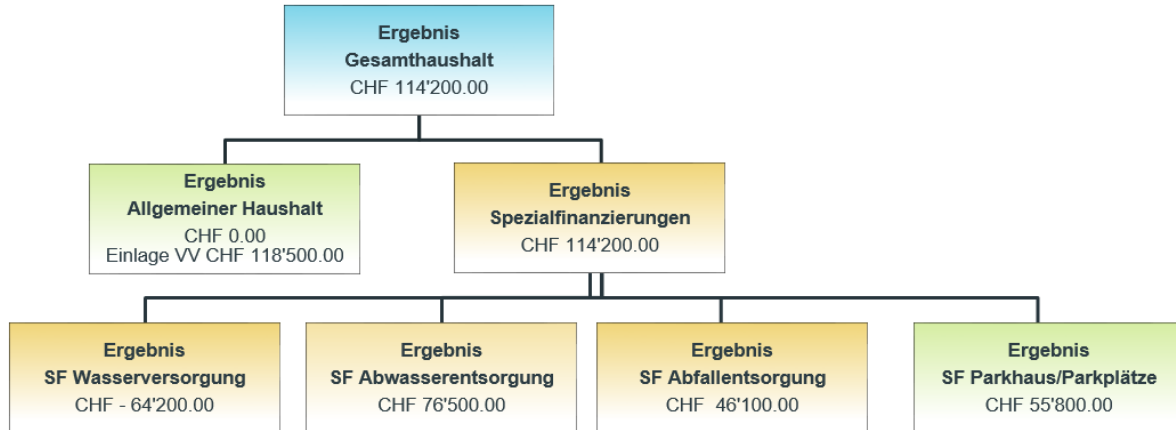 Ergebnis
Gesamthaushalt
CHF 114'200.00
Ergebnis
Allgemeiner Haushalt
CHF 0.00
Einlage VV CHF 118'500.00
Ergebnis
Spezialfinanzierungen
CHF 114'200.00
Ergebnis
SF Wasserversorgung
CHF - 64'200.00
Ergebnis
SF Abwasserentsorgung
CHF 76'500.00
Ergebnis
SF Abfallentsorgung
CHF  46'100.00
Ergebnis
SF Parkhaus/Parkplätze
CHF 55'800.00